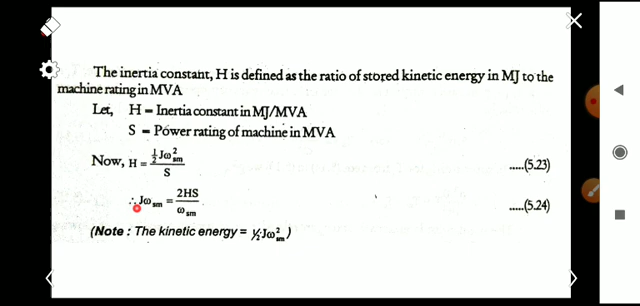 The inertia constant, H is defined as the ratio of stored kinetic energy in MJ to the
machine rating in MVA
Let, H = Inertia constant in MJ/MVA
S = Power rating of machine in MVA
Now, H = ½Jω²sm / S .....(5.23)
∴ Jωsm = 2HS / ωsm .....(5.24)
(Note : The kinetic energy = ½Jω²sm )